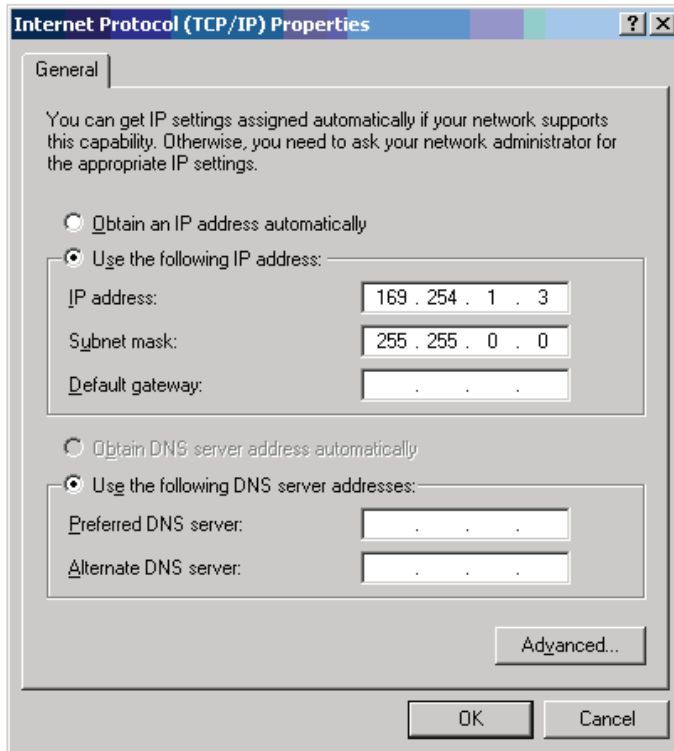 Internet Protocol (TCP/IP) Properties
General
You can get IP settings assigned automatically if your network supports
this capability. Otherwise, you need to ask your network administrator for
the appropriate IP settings.
Obtain an IP address automatically
Use the following IP address:
IP address: 169 . 254 . 1 . 3
Subnet mask: 255 . 255 . 0 . 0
Default gateway: . . .
Obtain DNS server address automatically
Use the following DNS server addresses:
Preferred DNS server: . . .
Alternate DNS server: . . .
Advanced...
OK Cancel